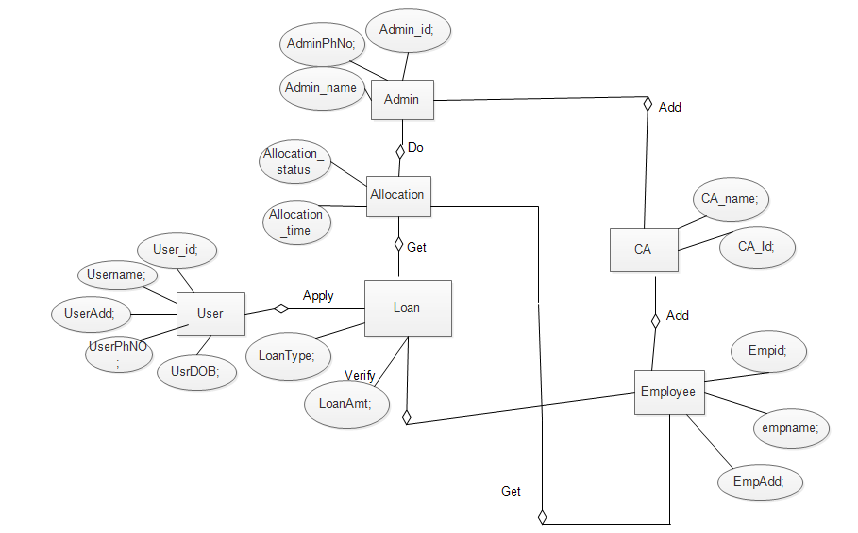 Admin_id;
AdminPhNo;
Admin_name
Admin
Add
Do
Allocation_
status
Allocation
Allocation
_time
CA_name;
CA
CA_Id;
Get
User_id;
Username;
Apply
UserAdd;
User
Loan
Add
UserPhNO
;
LoanType;
Empid;
UsrDOB;
Verify
Employee
LoanAmt;
empname;
EmpAdd;
Get